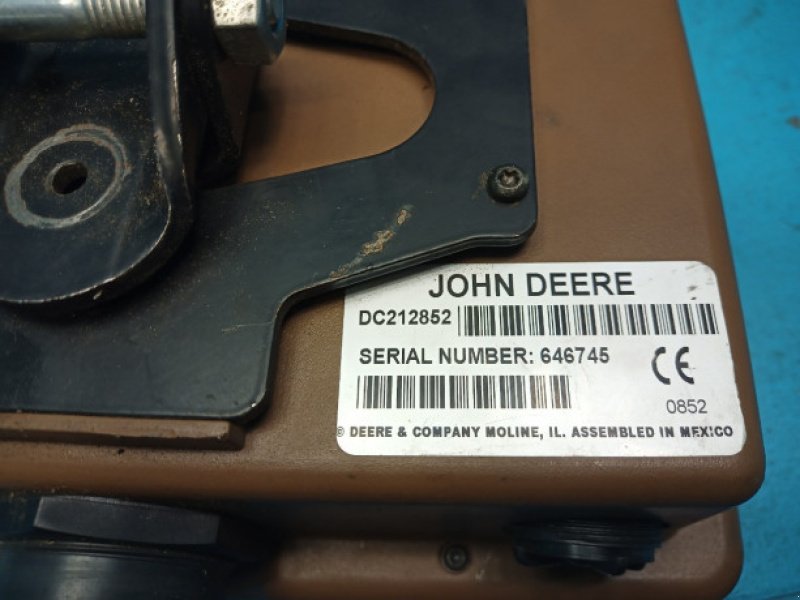 JOHN DEERE
DC212852
SERIAL NUMBER: 646745
CE
0852
© DEERE & COMPANY MOLINE, IL. ASSEMBLED IN MEXICO